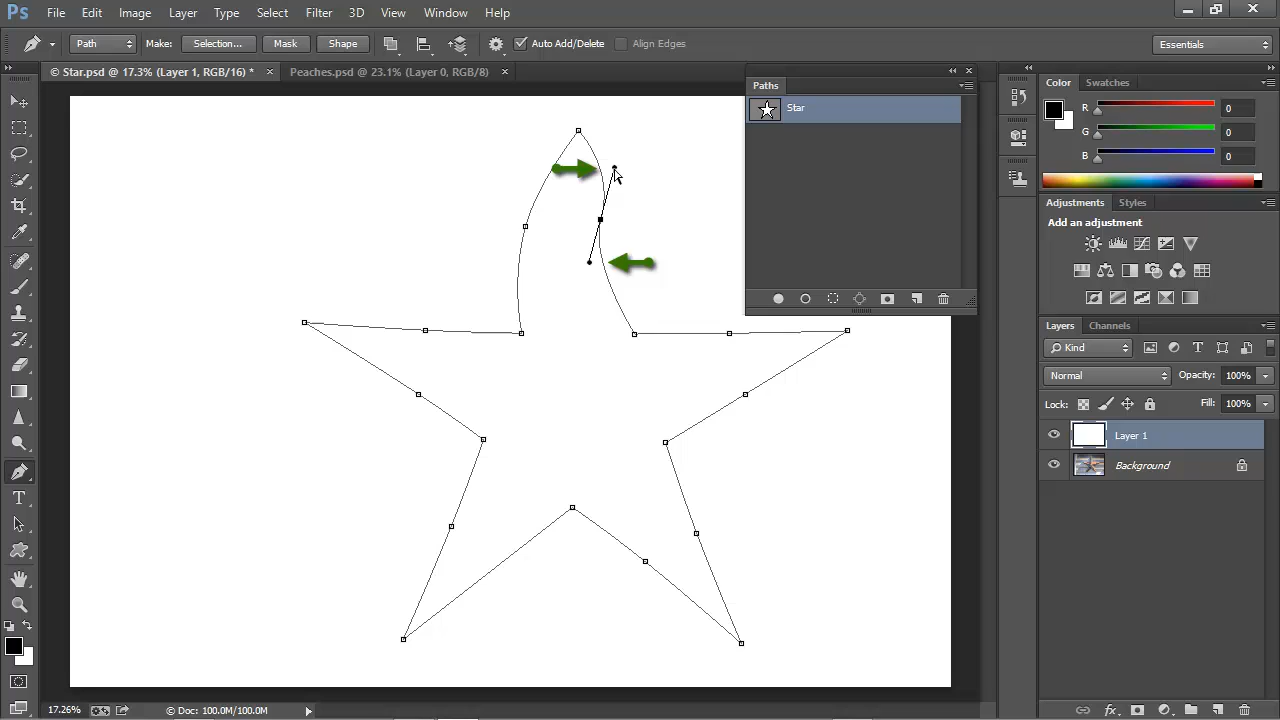 Ps File Edit Image Layer Type Select Filter 3D View Window Help
Path Make: Selection... Mask Shape Auto Add/Delete Align Edges Essentials
© Star.psd @ 17.3% (Layer 1, RGB/16) * × Peaches.psd @ 23.1% (Layer 0, RGB/8) ×
Paths
Star
Color Swatches
R 0
G 0
B 0
Adjustments Styles
Add an adjustment
Layers Channels
Kind
Normal Opacity: 100%
Lock: Fill: 100%
Layer 1
Background
17.26% © Doc: 100.0M/100.0M